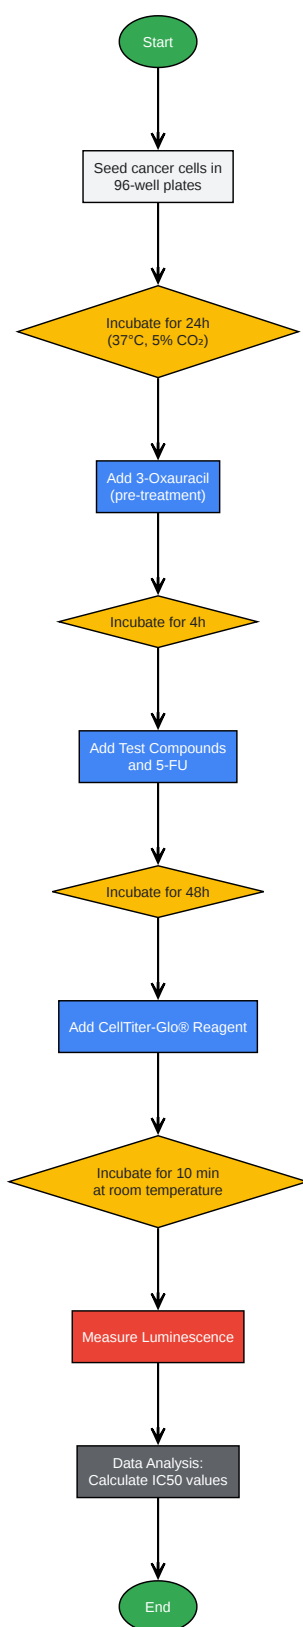 Start
Seed cancer cells in
96-well plates
Incubate for 24h
(37°C, 5% CO₂)
Add 3-Oxauracil
(pre-treatment)
Incubate for 4h
Add Test Compounds
and 5-FU
Incubate for 48h
Add CellTiter-Glo® Reagent
Incubate for 10 min
at room temperature
Measure Luminescence
Data Analysis:
Calculate IC50 values
End